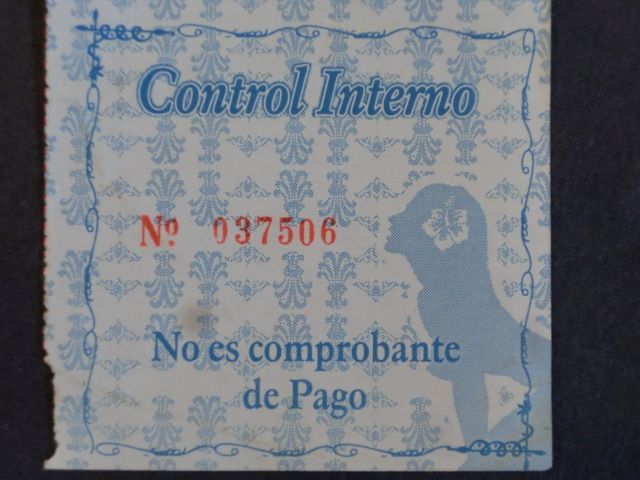 Control Interno
Nº 037506
No es comprobante
de Pago